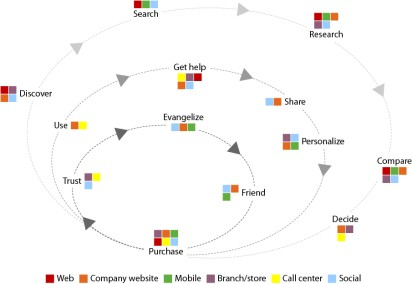 Search
Research
Discover
Get help
Share
Use
Evangelize
Personalize
Compare
Trust
Friend
Decide
Purchase
Web
Company website
Mobile
Branch/store
Call center
Social